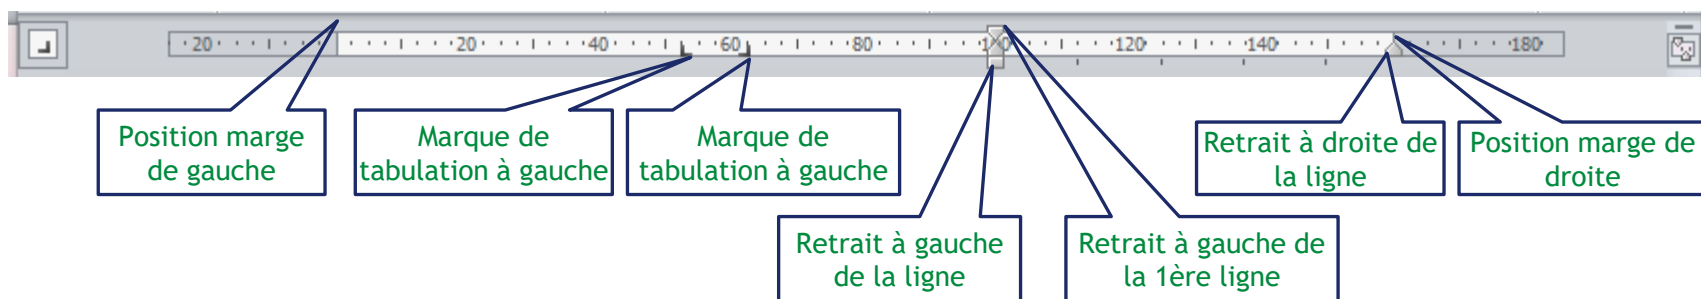 20 20 40 60 80 100 120 140 180
Position marge
de gauche
Marque de
tabulation à gauche
Marque de
tabulation à gauche
Retrait à droite de
la ligne
Position marge de
droite
Retrait à gauche
de la ligne
Retrait à gauche de
la 1ère ligne